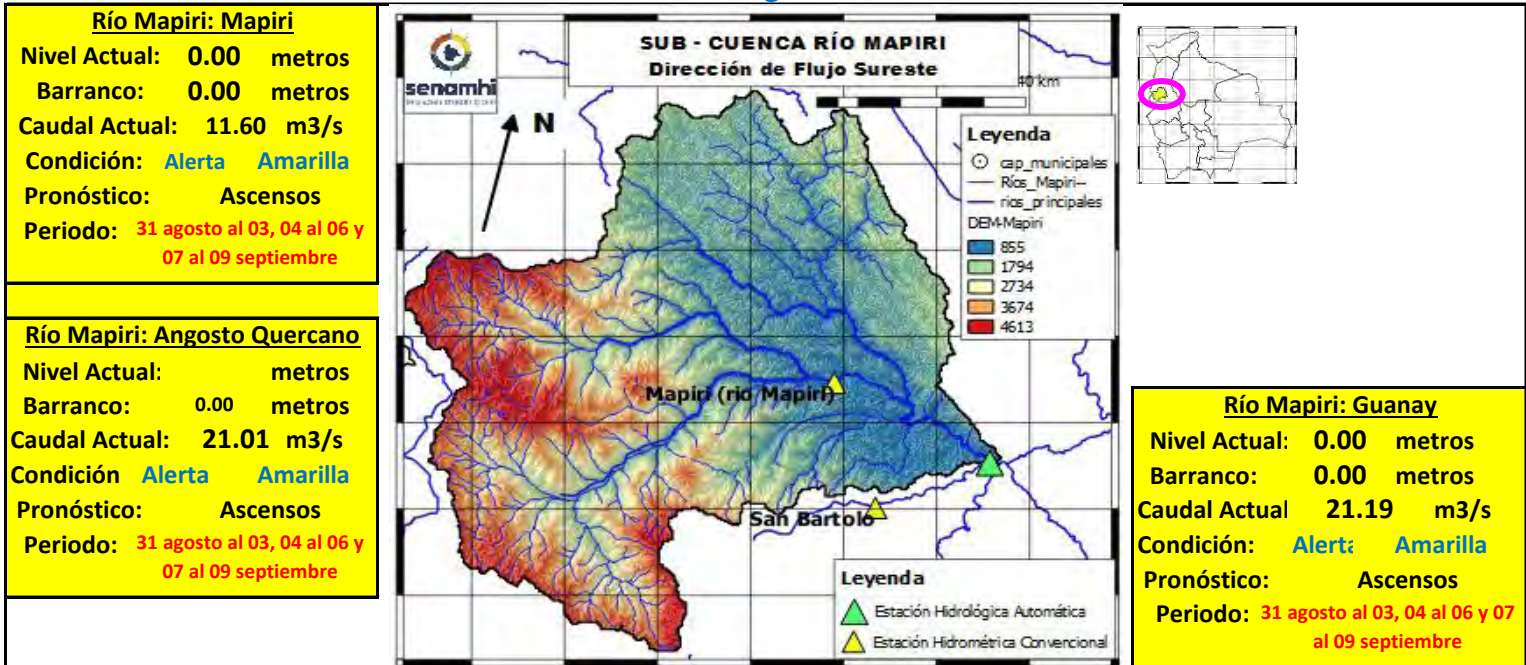 Río Mapiri: Mapiri
Nivel Actual: 0.00 metros
Barranco: 0.00 metros
Caudal Actual: 11.60 m3/s
Condición: Alerta Amarilla
Pronóstico: Ascensos
Periodo: 31 agosto al 03, 04 al 06 y
07 al 09 septiembre
Río Mapiri: Angosto Quercano
Nivel Actual: metros
Barranco: 0.00 metros
Caudal Actual: 21.01 m3/s
Condición Alerta Amarilla
Pronóstico: Ascensos
Periodo: 31 agosto al 03, 04 al 06 y
07 al 09 septiembre
senamhi
SUB - CUENCA RÍO MAPIRI
Dirección de Flujo Sureste
40 km
N
Leyenda
cap_municipales
Ríos_Mapiri--
rios_principales
DEM-Mapiri
855
1794
2734
3674
4613
Mapiri (rio Mapiri)
San Bartolo
Leyenda
Estación Hidrológica Automática
Estación Hidrométrica Convencional
Río Mapiri: Guanay
Nivel Actual: 0.00 metros
Barranco: 0.00 metros
Caudal Actual 21.19 m3/s
Condición: Alerta Amarilla
Pronóstico: Ascensos
Periodo: 31 agosto al 03, 04 al 06 y 07
al 09 septiembre